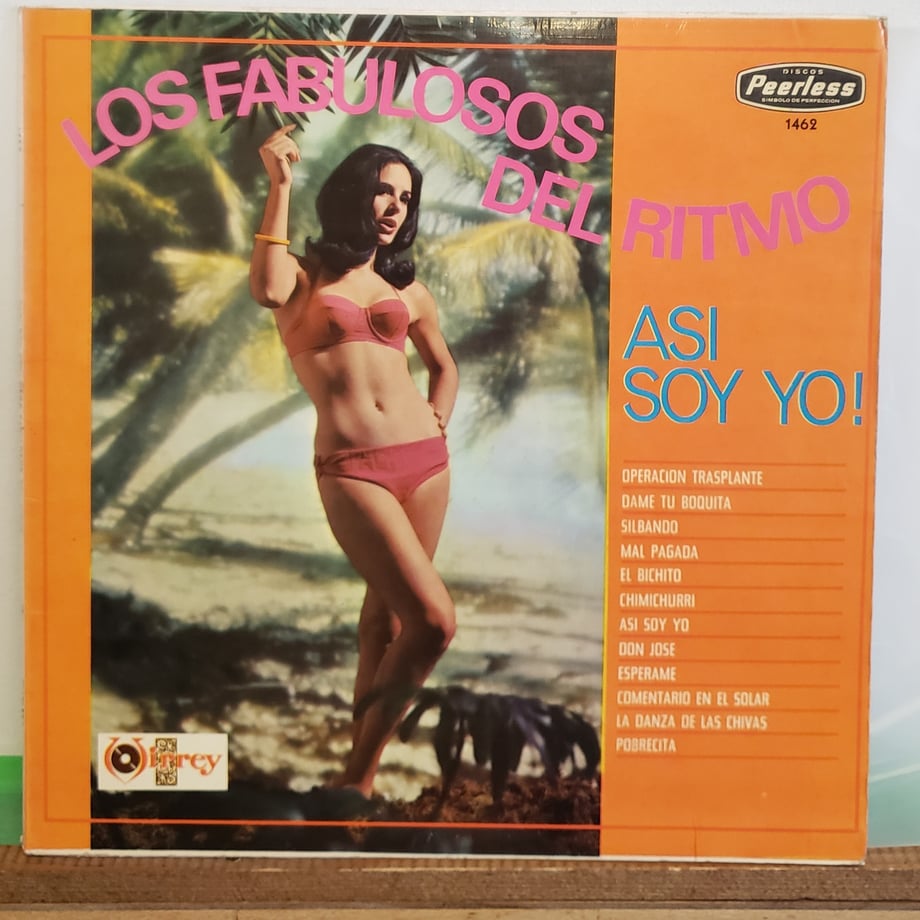 LOS FABULOSOS
DEL RITMO
DISCOS
Peerless
SIMBOLO DE PERFECCION
1462
ASI
SOY YO!
OPERACION TRASPLANTE
DAME TU BOQUITA
SILBANDO
MAL PAGADA
EL BICHITO
CHIMICHURRI
ASI SOY YO
DON JOSE
ESPERAME
COMENTARIO EN EL SOLAR
LA DANZA DE LAS CHIVAS
POBRECITA
Virrey